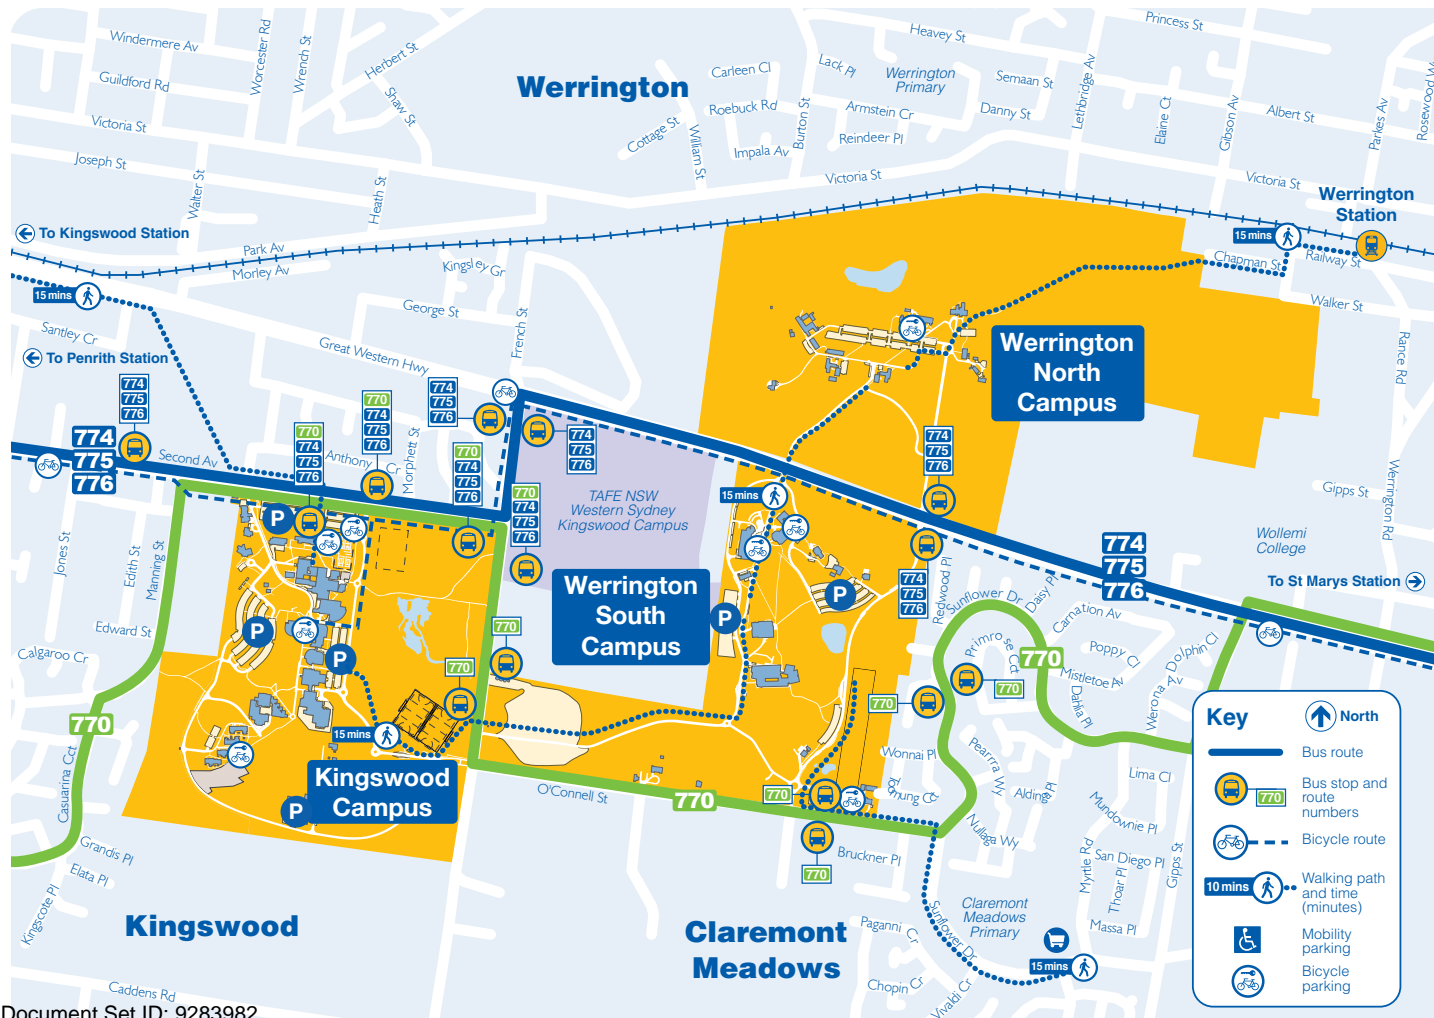 Princess St
Heavey St
Windermere Av
Worcester Rd
Wrench St
Herbert St
Guildford Rd
Shaw St
Victoria St
Joseph St
Walter St
Heath St
Werrington
Carleen Cl
Lack Pl
Werrington
Primary
Semaan St
Lethbridge Av
Roebuck Rd
Burton St
Armstein Cr
Danny St
Elaine Ct
Gibson Av
Albert St
Parkes Av
Rosewood W
Cottage St
William St
Impala Av
Reindeer Pl
Victoria St
Victoria St
Werrington
Station
To Kingswood Station
Park Av
Morley Av
Kingsley Gr
15 mins
15 mins
Chapman St
Railway St
Walker St
George St
French St
Santley Cr
Great Western Hwy
To Penrith Station
Werrington
North
Campus
Rance Rd
774
775
776
770
774
775
776
774
775
776
774
775
776
774
775
776
774
775
776
Second Av
770
774
775
776
Anthony Cr
Morphett St
770
774
775
776
770
774
775
776
TAFE NSW
Western Sydney
Kingswood Campus
15 mins
Gipps St
Werrington Rd
Wollemi
College
P
Jones St
Edith St
Manning St
Edward St
Calgaroo Cr
774
775
776
To St Marys Station
Werrington
South
Campus
774
775
776
Redwood Pl
Sunflower Dr
Daisy Pl
Carnation Av
P
P
P
P
770
770
Primrose Cct
770
Poppy Cl
Mistletoe Av
Dahlia Pl
Werona Av
Dolphin Cl
770
770
770
Casuarina Cct
15 mins
Kingswood
Campus
P
O'Connell St
770
770
Wonnai Pl
Pearrra Wy
Alding Pl
Nullaga Wy
Lima Cl
Mundownie Pl
Grandis Pl
Elata Pl
Kingscote Pl
Bruckner Pl
770
Myrtle Rd
San Diego Pl
Thoar Pl
Gipps St
Massa Pl
Kingswood
Claremont
Meadows
Paganni Cr
Sunflower Dr
Claremont
Meadows
Primary
15 mins
Chopin Cr
Vivaldi Cr
Caddens Rd
Key
North
Bus route
770
Bus stop and
route
numbers
Bicycle route
10 mins
Walking path
and time
(minutes)
Mobility
parking
Bicycle
parking
Document Set ID: 9283982